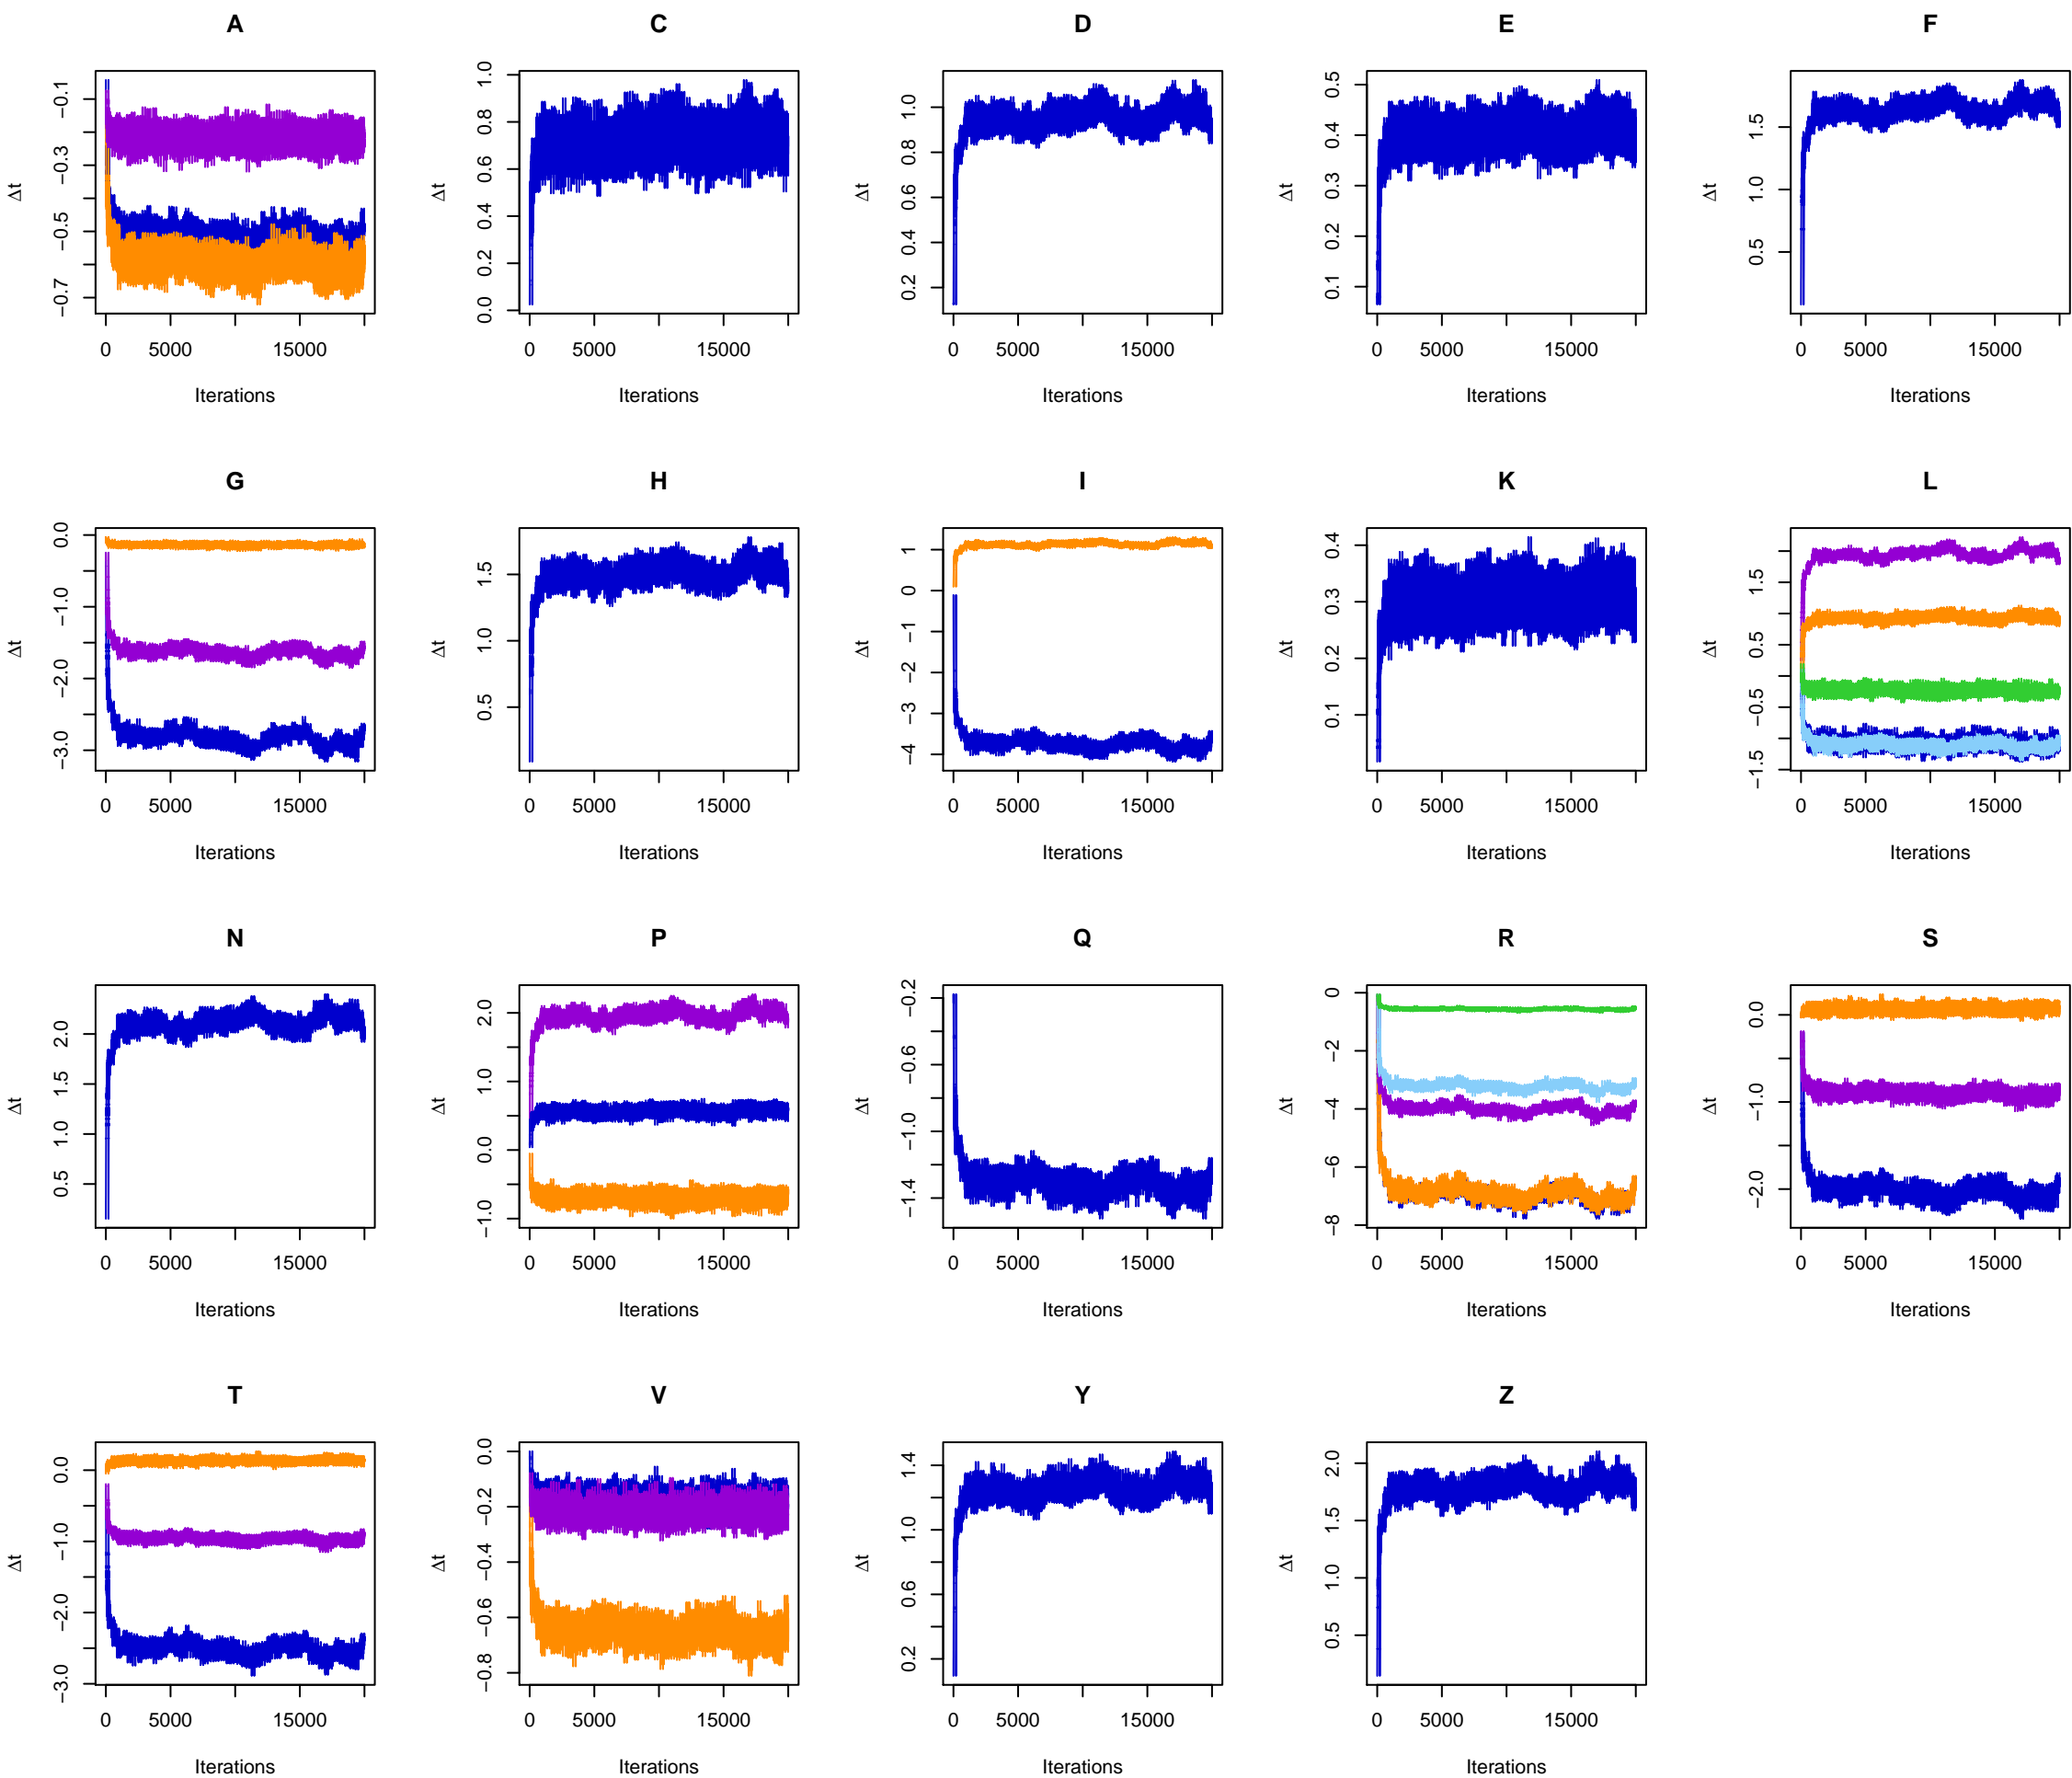 A C D E F
Δt −0.7 −0.5 −0.3 −0.1
Δt 0.0 0.2 0.4 0.6 0.8 1.0
Δt 0.2 0.4 0.6 0.8 1.0
Δt 0.1 0.2 0.3 0.4 0.5
Δt 0.5 1.0 1.5
0 5000 15000 0 5000 15000 0 5000 15000 0 5000 15000 0 5000 15000
Iterations Iterations Iterations Iterations Iterations
G H I K L
Δt −3.0 −2.0 −1.0 0.0
Δt 0.5 1.0 1.5
Δt −4 −3 −2 −1 0 1
Δt 0.1 0.2 0.3 0.4
Δt −1.5 −0.5 0.5 1.5
0 5000 15000 0 5000 15000 0 5000 15000 0 5000 15000 0 5000 15000
Iterations Iterations Iterations Iterations Iterations
N P Q R S
Δt 0.5 1.0 1.5 2.0
Δt −1.0 0.0 1.0 2.0
Δt −1.4 −1.0 −0.6 −0.2
Δt −8 −6 −4 −2 0
Δt −2.0 −1.0 0.0
0 5000 15000 0 5000 15000 0 5000 15000 0 5000 15000 0 5000 15000
Iterations Iterations Iterations Iterations Iterations
T V Y Z
Δt −3.0 −2.0 −1.0 0.0
Δt −0.8 −0.6 −0.4 −0.2 0.0
Δt 0.2 0.6 1.0 1.4
Δt 0.5 1.0 1.5 2.0
0 5000 15000 0 5000 15000 0 5000 15000 0 5000 15000
Iterations Iterations Iterations Iterations